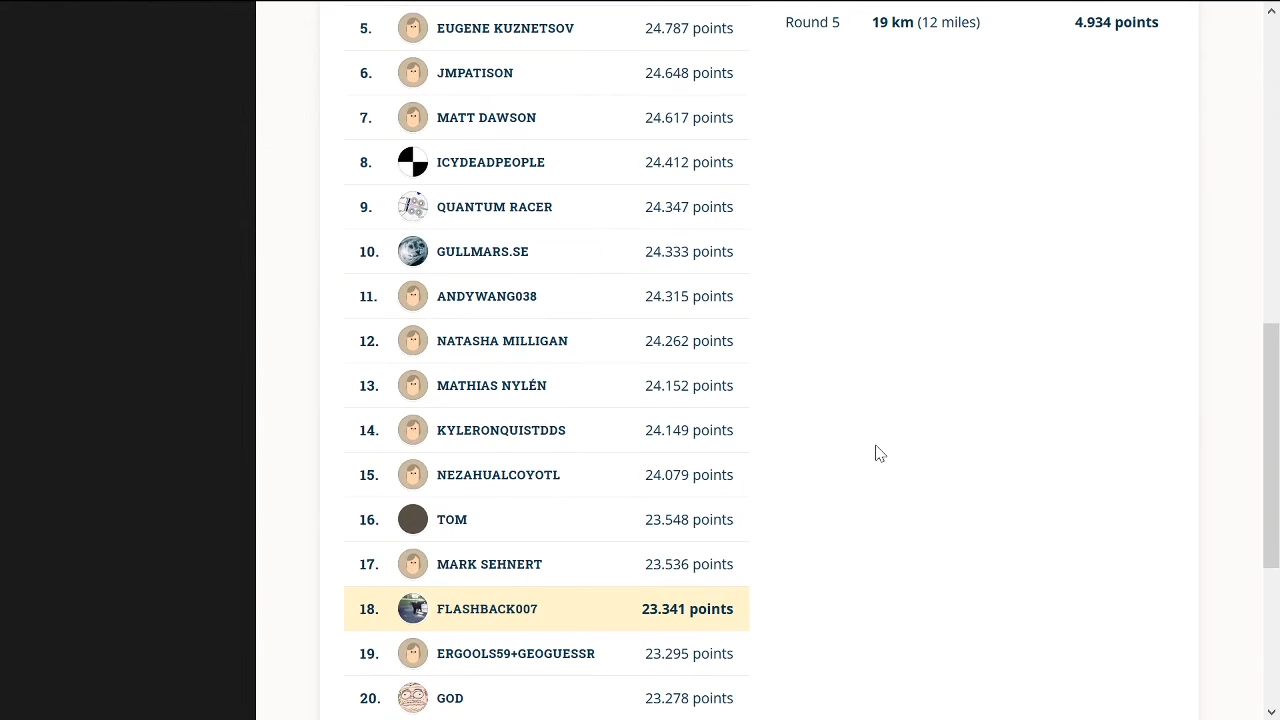 5. EUGENE KUZNETSOV 24.787 points
Round 5 19 km (12 miles) 4.934 points
6. JMPATISON 24.648 points
7. MATT DAWSON 24.617 points
8. ICYDEADPEOPLE 24.412 points
9. QUANTUM RACER 24.347 points
10. GULLMARS.SE 24.333 points
11. ANDYWANG038 24.315 points
12. NATASHA MILLIGAN 24.262 points
13. MATHIAS NYLÉN 24.152 points
14. KYLERONQUISTDDS 24.149 points
15. NEZAHUALCOYOTL 24.079 points
16. TOM 23.548 points
17. MARK SEHNERT 23.536 points
18. FLASHBACK007 23.341 points
19. ERGOOLS59+GEOGUESSR 23.295 points
20. GOD 23.278 points